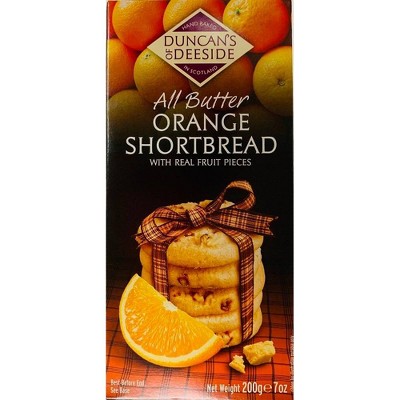 HAND BAKED
DUNCAN'S
OF DEESIDE
IN SCOTLAND
All Butter
ORANGE
SHORTBREAD
WITH REAL FRUIT PIECES
Best Before End
See Base
Net Weight 200g℮7oz